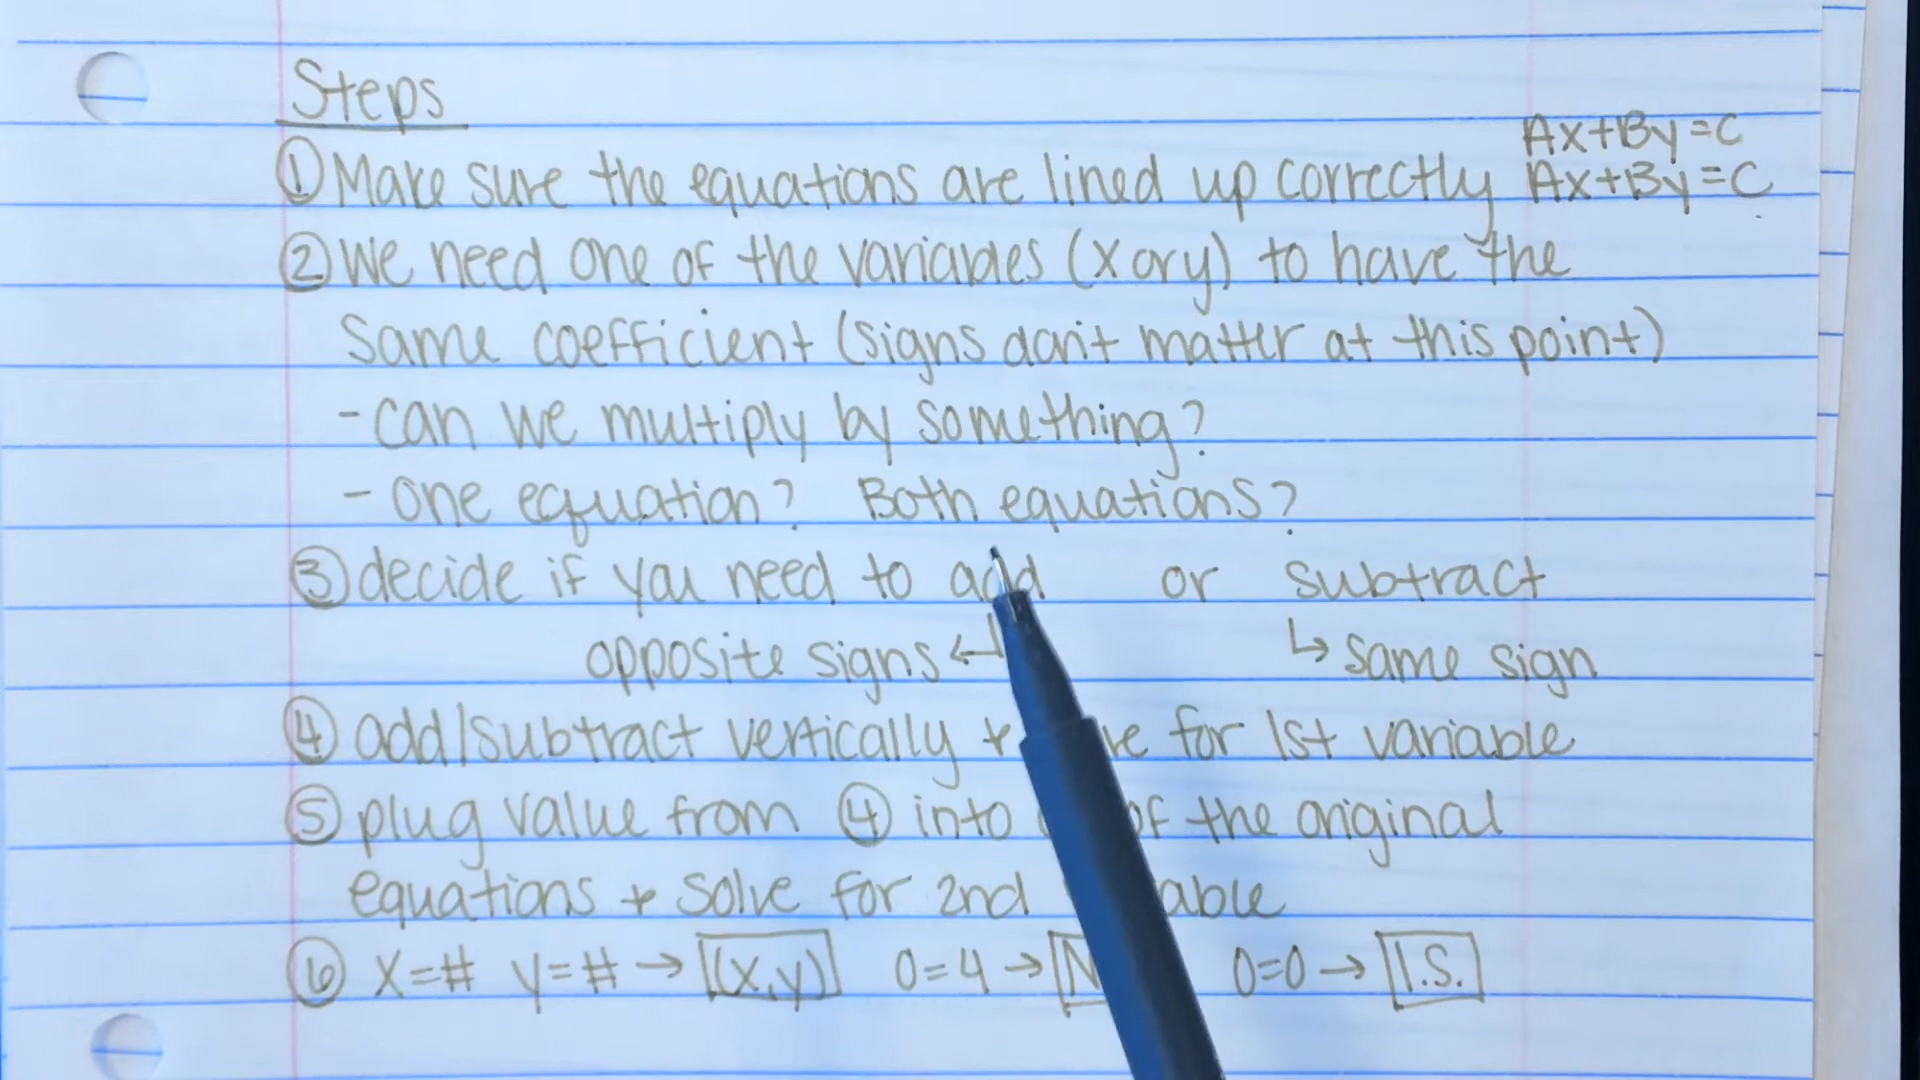 Steps
Ax+By=C
① Make sure the equations are lined up correctly Ax+By=C
② We need one of the variables (x or y) to have the
same coefficient (signs don't matter at this point)
- can we multiply by something?
- one equation? Both equations?
③ decide if you need to add or subtract
opposite signs ↵ ↳ same sign
④ add/subtract vertically + for 1st variable
⑤ plug value from ④ into of the original
equations + solve for 2nd
⑥ x=# y=# → (x,y) 0=4 → 0=0 → I.S.